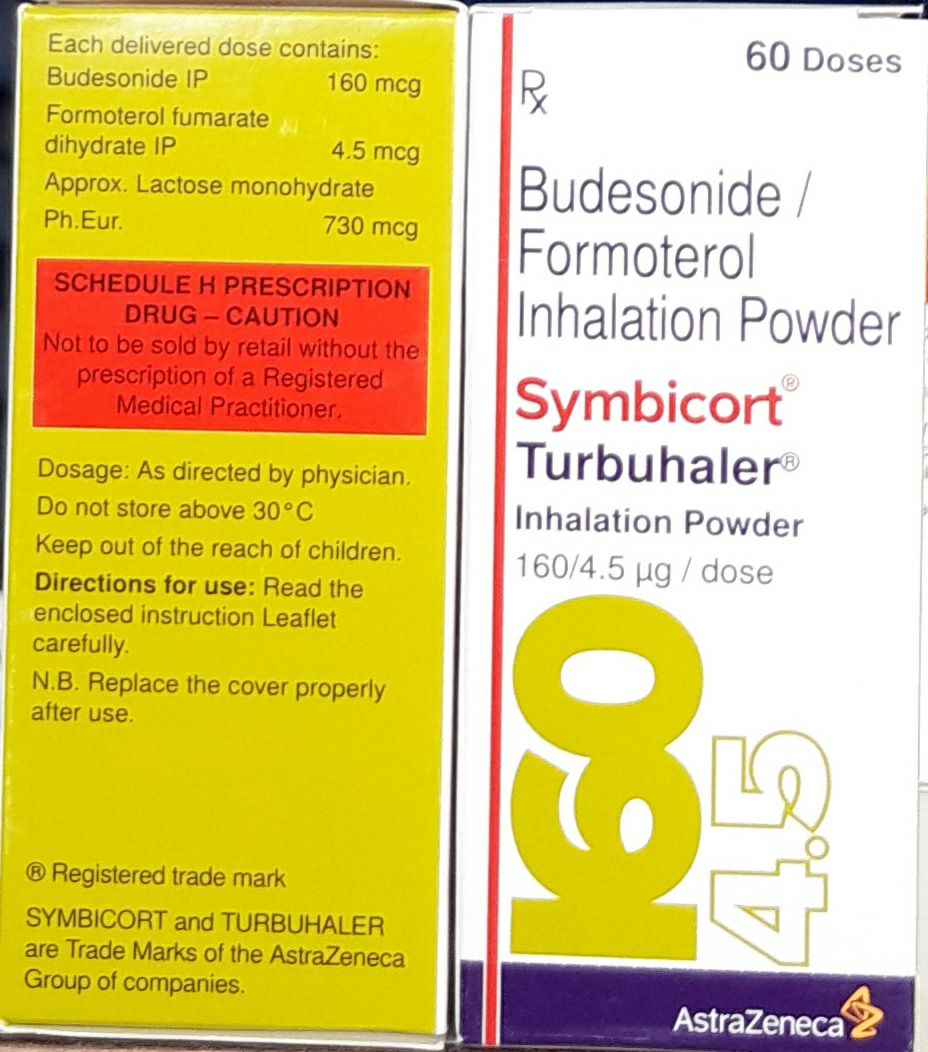 Each delivered dose contains:
Budesonide IP 160 mcg
Formoterol fumarate
dihydrate IP 4.5 mcg
Approx. Lactose monohydrate
Ph.Eur. 730 mcg
SCHEDULE H PRESCRIPTION
DRUG – CAUTION
Not to be sold by retail without the
prescription of a Registered
Medical Practitioner.
Dosage: As directed by physician.
Do not store above 30°C
Keep out of the reach of children.
Directions for use: Read the
enclosed instruction Leaflet
carefully.
N.B. Replace the cover properly
after use.
® Registered trade mark
SYMBICORT and TURBUHALER
are Trade Marks of the AstraZeneca
Group of companies.
60 Doses
Rx
Budesonide /
Formoterol
Inhalation Powder
Symbicort®
Turbuhaler®
Inhalation Powder
160/4.5 µg / dose
160
4.5
AstraZeneca